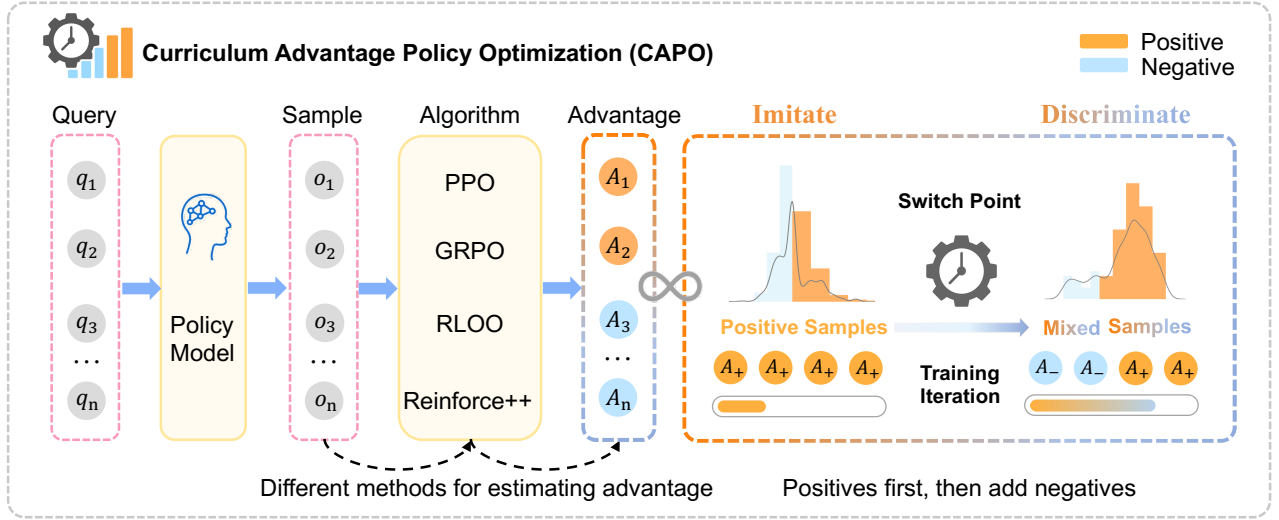 Curriculum Advantage Policy Optimization (CAPO)
Positive
Negative
Query
q₁
q₂
q₃
...
qₙ
Policy
Model
Sample
o₁
o₂
o₃
...
oₙ
Algorithm
PPO
GRPO
RLOO
Reinforce++
Advantage
A₁
A₂
A₃
...
Aₙ
Different methods for estimating advantage
Imitate
Discriminate
Switch Point
Positive Samples
Mixed Samples
A₊ A₊ A₊ A₊
Training
Iteration
A₋ A₋ A₊ A₊
Positives first, then add negatives